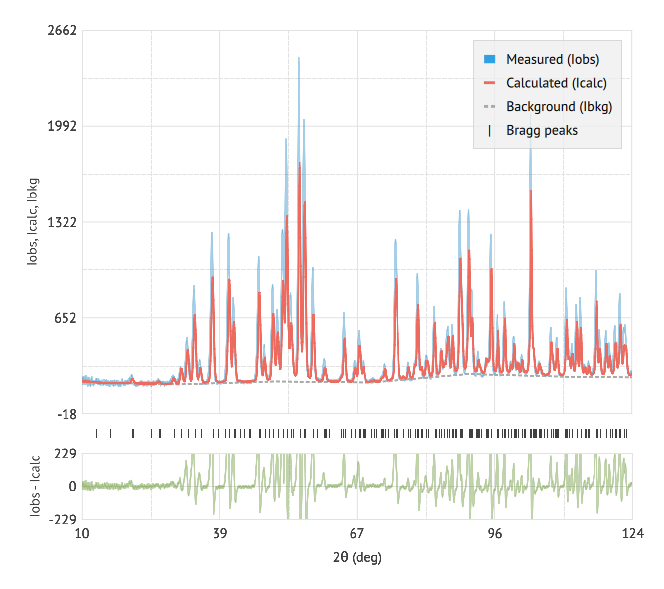 2662
1992
1322
652
-18
Iobs, Icalc, Ibkg
Measured (Iobs)
Calculated (Icalc)
Background (Ibkg)
Bragg peaks
229
0
-229
Iobs - Icalc
10
39
67
96
124
2θ (deg)